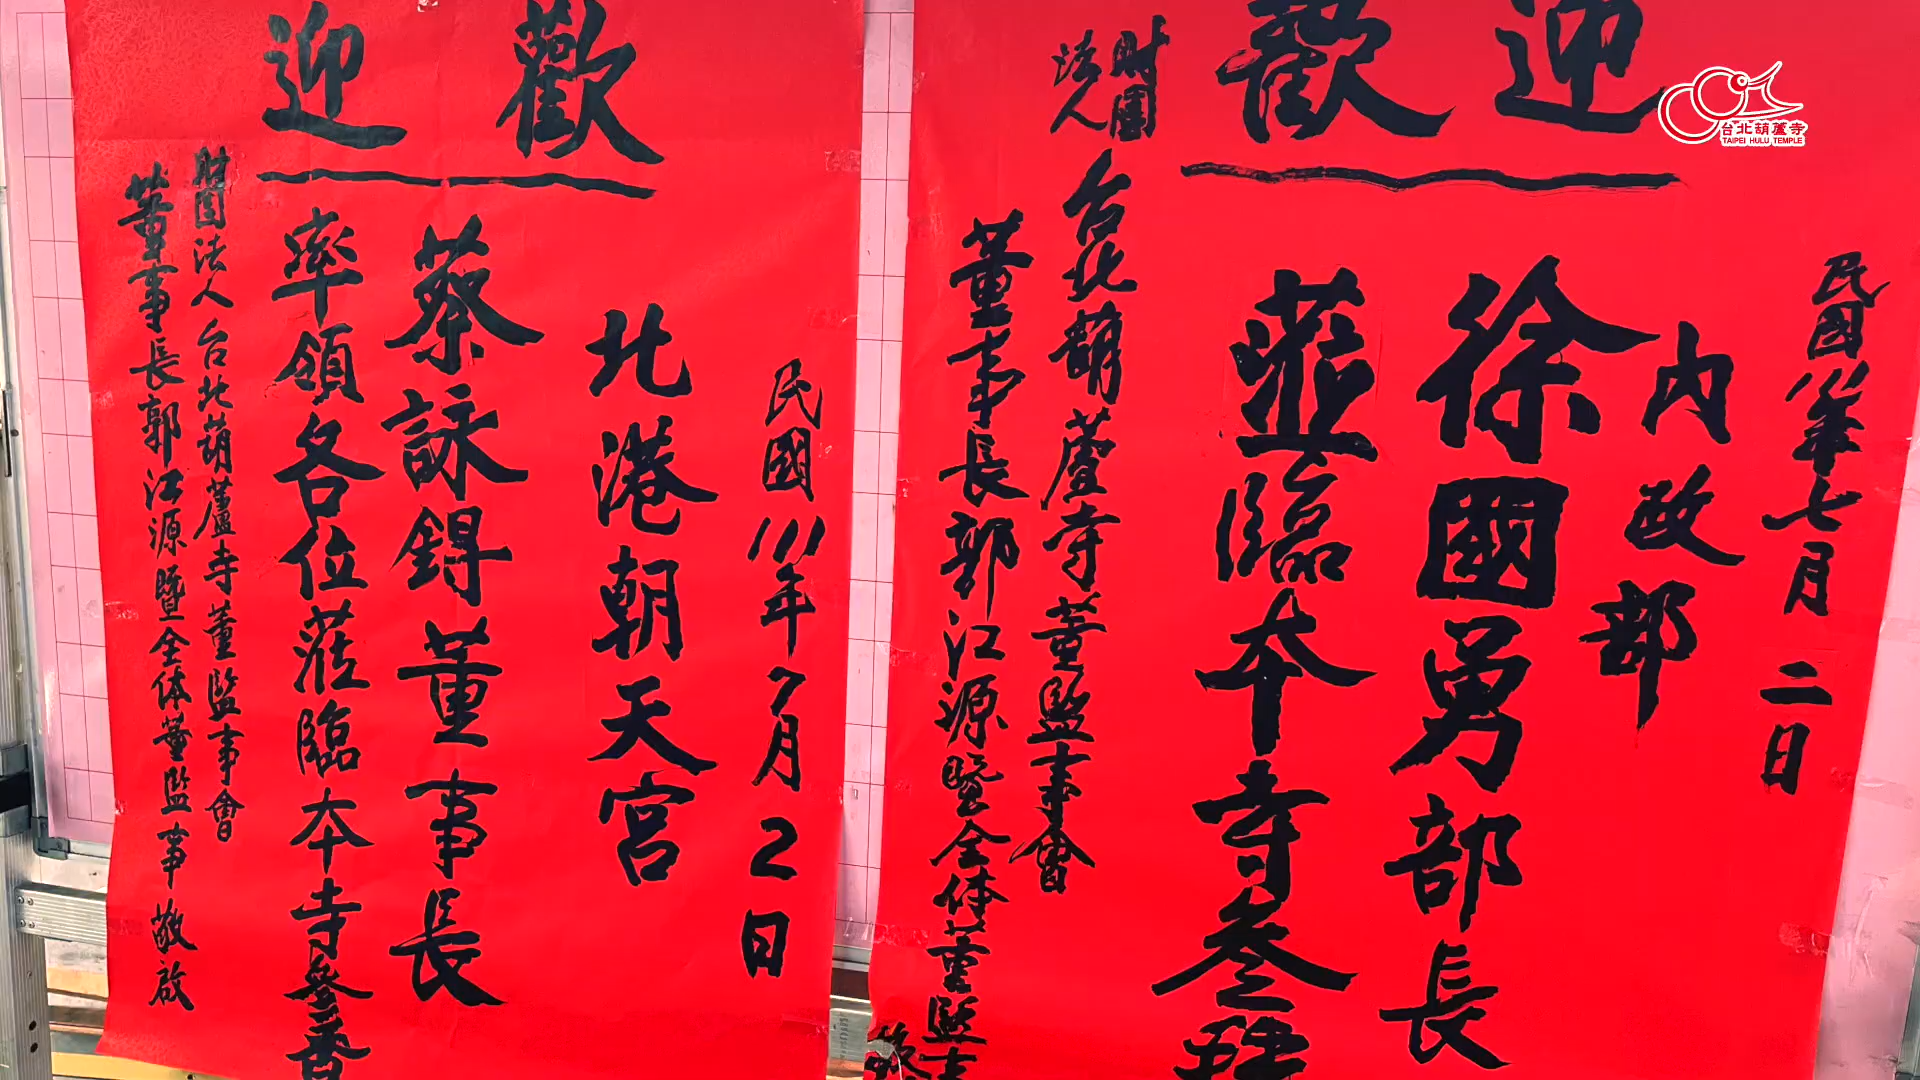 歡迎
民國111年七月二日
內政部
徐國勇部長
蒞臨本寺参
財團法人
台北葫蘆寺董監事會
董事長郭江源暨全体董監事
歡迎
民國111年7月2日
北港朝天宮
蔡詠鍀董事長
率領各位蒞臨本寺參香
財團法人台北葫蘆寺董監事會
董事長郭江源暨全体董監事敬啟
台北葫蘆寺
TAIPEI HULU TEMPLE